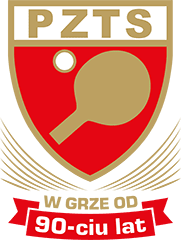 PZTS
W GRZE OD
90-ciu lat